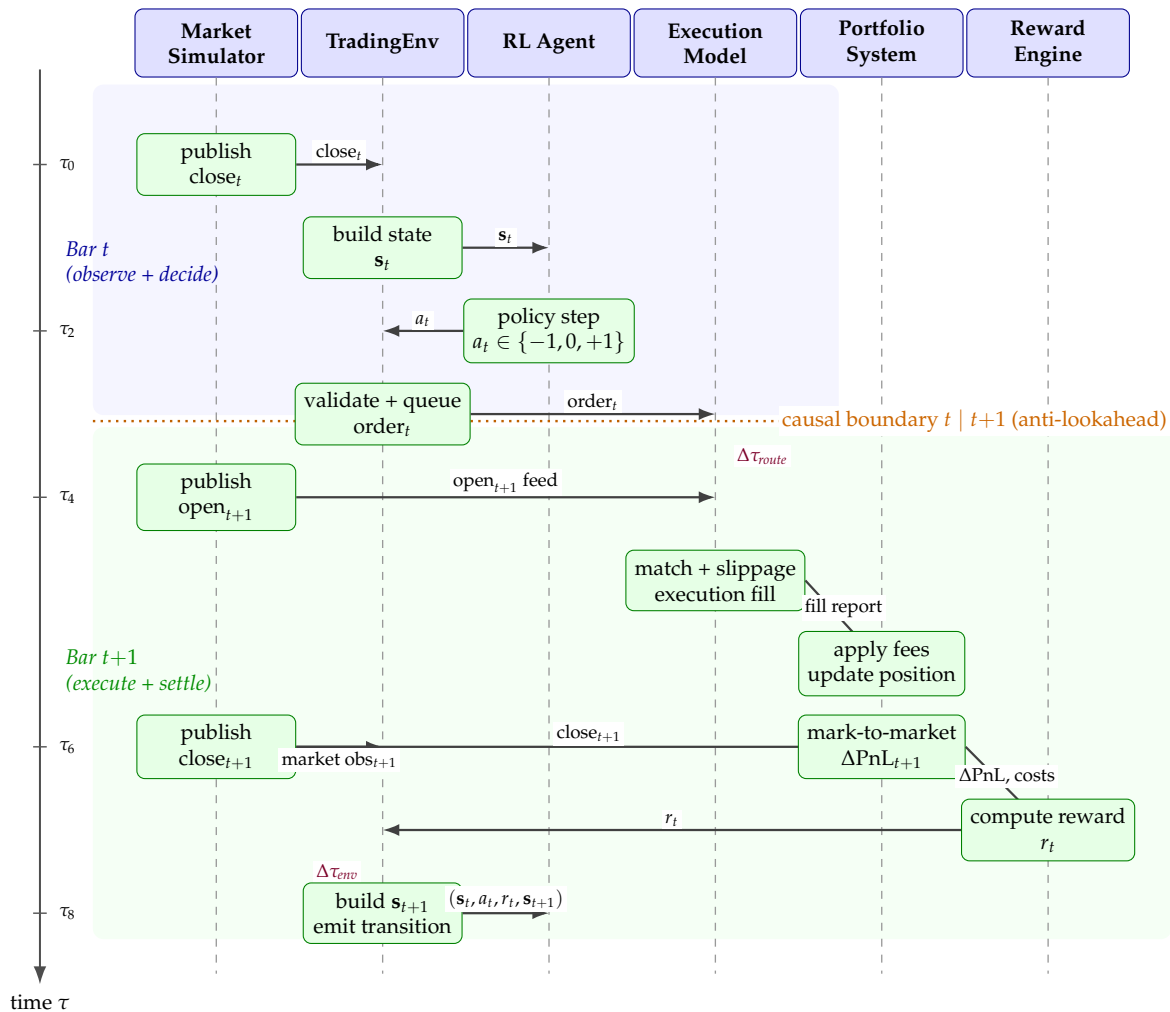 Market
Simulator
TradingEnv
RL Agent
Execution
Model
Portfolio
System
Reward
Engine
τ₀
publish
closeₜ
closeₜ
build state
𝐬ₜ
𝐬ₜ
Bar t
(observe + decide)
τ₂
aₜ
policy step
aₜ ∈ {−1, 0, +1}
validate + queue
orderₜ
orderₜ
causal boundary t | t+1 (anti-lookahead)
Δτ_route
τ₄
publish
openₜ₊₁
openₜ₊₁ feed
match + slippage
execution fill
fill report
apply fees
update position
Bar t+1
(execute + settle)
τ₆
publish
closeₜ₊₁
market obsₜ₊₁
closeₜ₊₁
mark-to-market
ΔPnLₜ₊₁
ΔPnL, costs
compute reward
rₜ
rₜ
Δτ_env
τ₈
build 𝐬ₜ₊₁
emit transition
(𝐬ₜ, aₜ, rₜ, 𝐬ₜ₊₁)
time τ